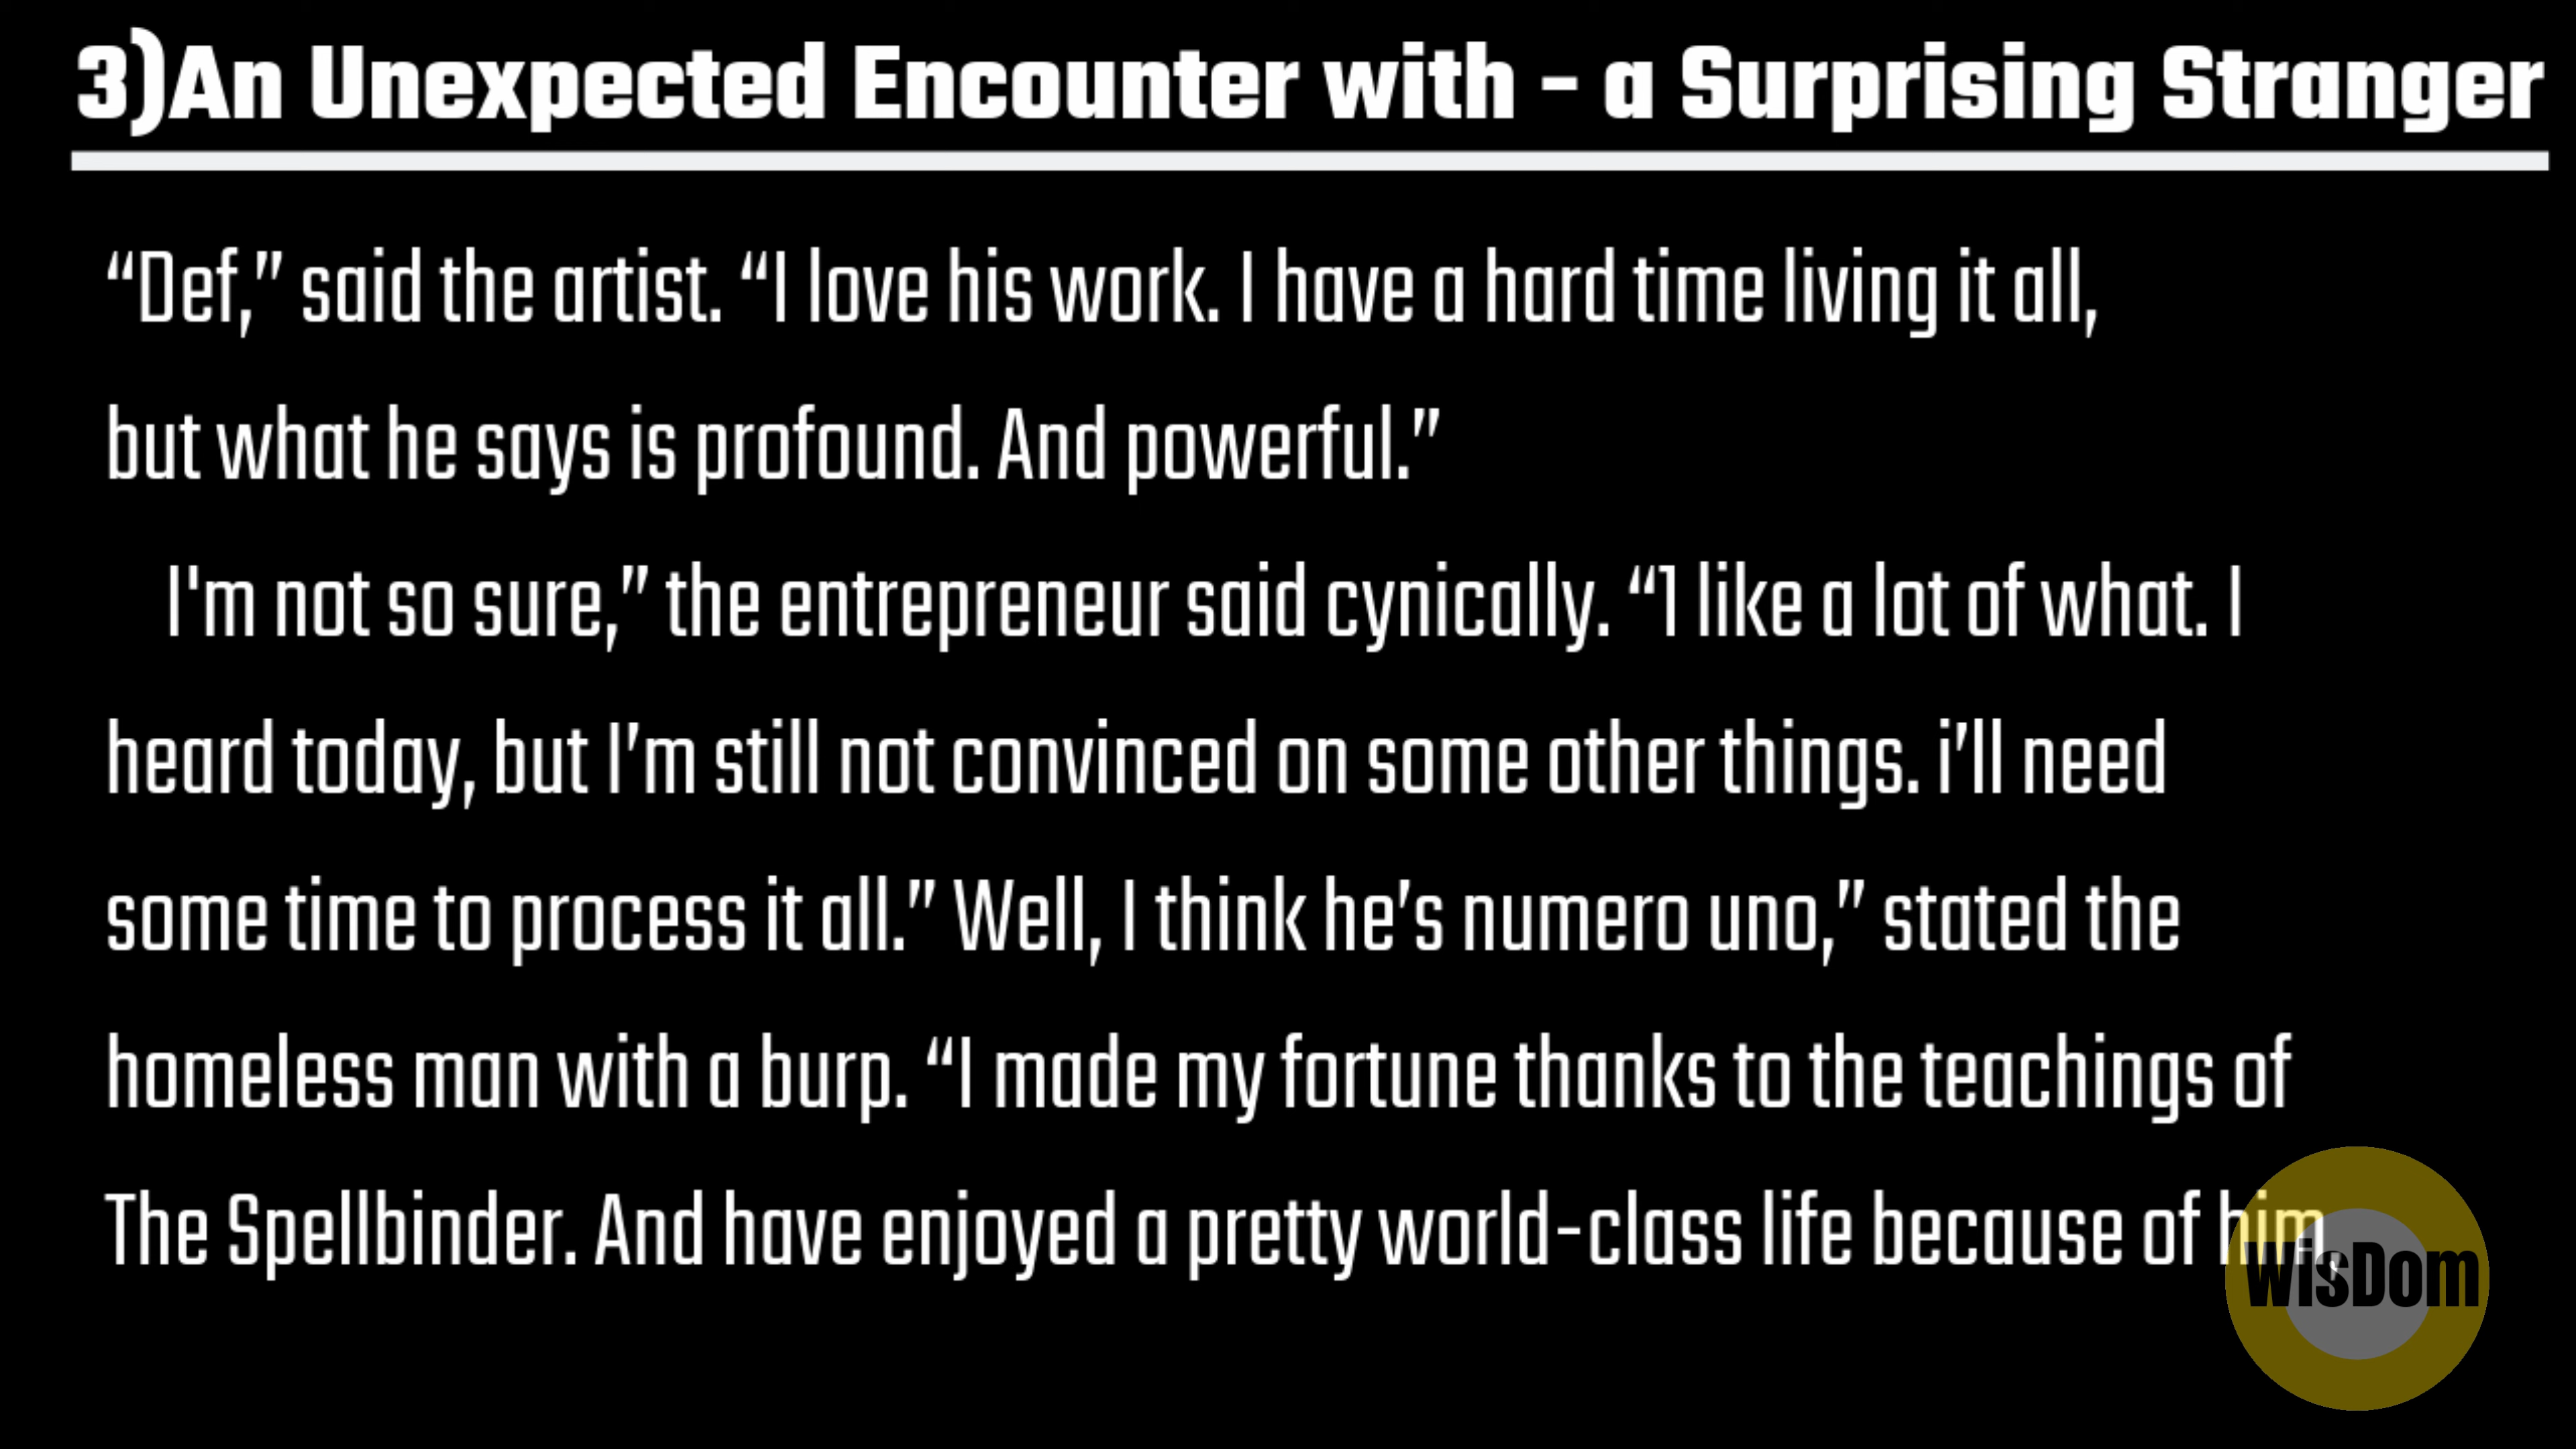 3)An Unexpected Encounter with - a Surprising Stranger
“Def,” said the artist. “I love his work. I have a hard time living it all,
but what he says is profound. And powerful.”
I'm not so sure,” the entrepreneur said cynically. “1 like a lot of what. I
heard today, but I’m still not convinced on some other things. i’ll need
some time to process it all.” Well, I think he’s numero uno,” stated the
homeless man with a burp. “I made my fortune thanks to the teachings of
The Spellbinder. And have enjoyed a pretty world-class life because of him,
WisDom